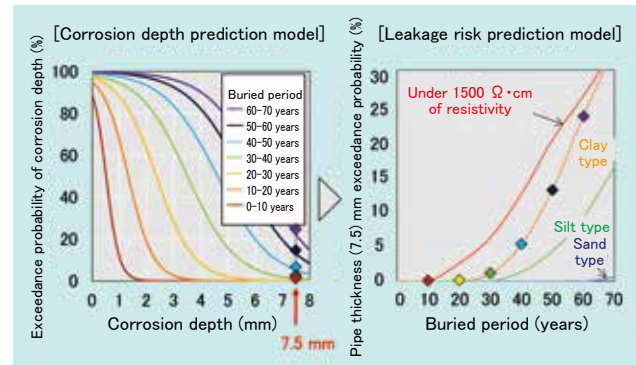 [Corrosion depth prediction model]
Exceedance probability of corrosion depth (%)
100
80
60
40
20
0
0 1 2 3 4 5 6 7 8
Corrosion depth (mm)
7.5 mm
Buried period
60-70 years
50-60 years
40-50 years
30-40 years
20-30 years
10-20 years
0-10 years
[Leakage risk prediction model]
Pipe thickness (7.5) mm exceedance probability (%)
30
25
20
15
10
5
0
0 10 20 30 40 50 60 70
Buried period (years)
Under 1500 Ω·cm
of resistivity
Clay
type
Silt type
Sand
type